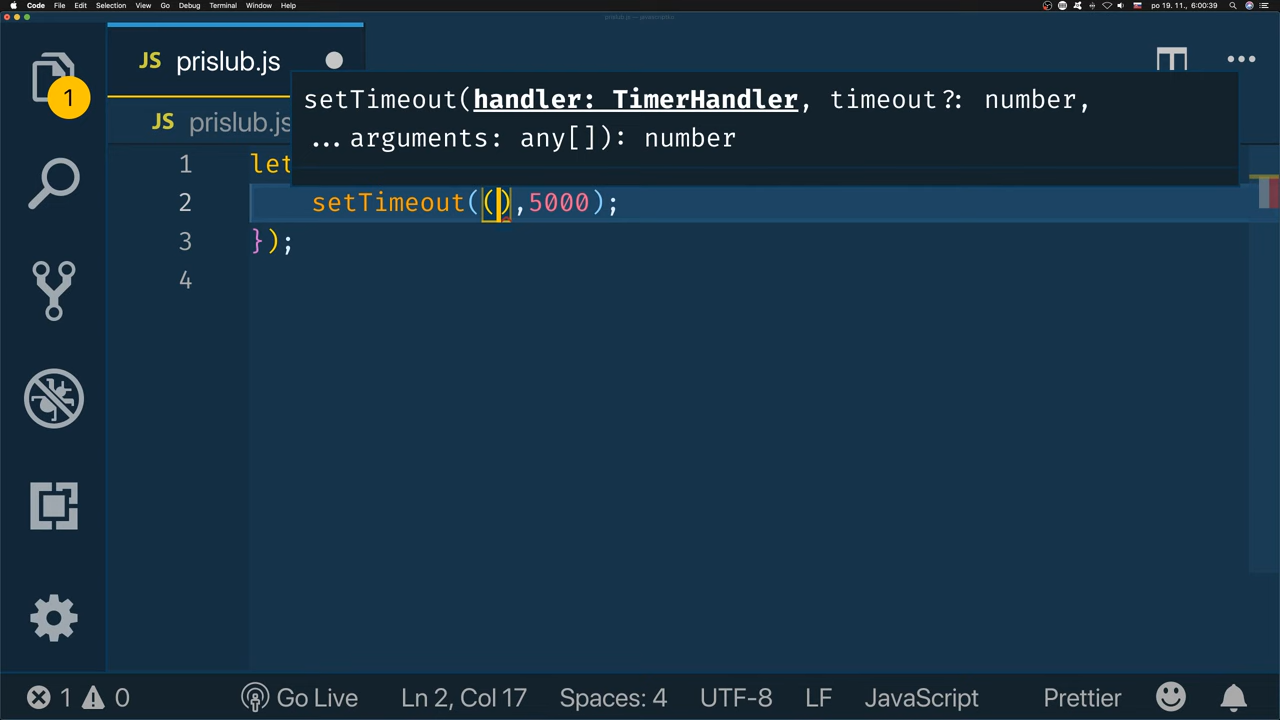 Code File Edit Selection View Go Debug Terminal Window Help po 19. 11., 6:00:39
JS prislub.js
setTimeout(handler: TimerHandler, timeout?: number,
...arguments: any[]): number
JS prislub.js
1 let
2 setTimeout((),5000);
3 });
4
1
1 0 Go Live Ln 2, Col 17 Spaces: 4 UTF-8 LF JavaScript Prettier